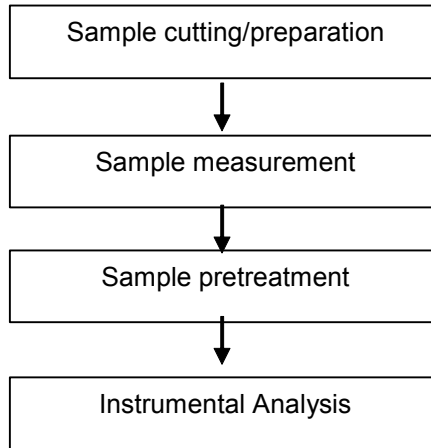 Sample cutting/preparation
Sample measurement
Sample pretreatment
Instrumental Analysis